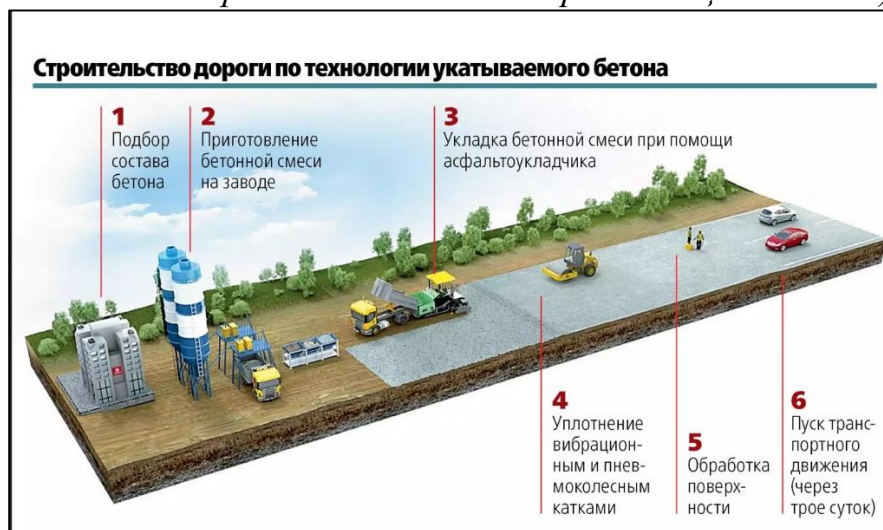 Строительство дороги по технологии укатываемого бетона
1
Подбор
состава
бетона
2
Приготовление
бетонной смеси
на заводе
3
Укладка бетонной смеси при помощи
асфальтоукладчика
4
Уплотнение
вибрацион-
ным и пнев-
моколесным
катками
5
Обработка
поверх-
ности
6
Пуск транс-
портного
движения
(через
трое суток)